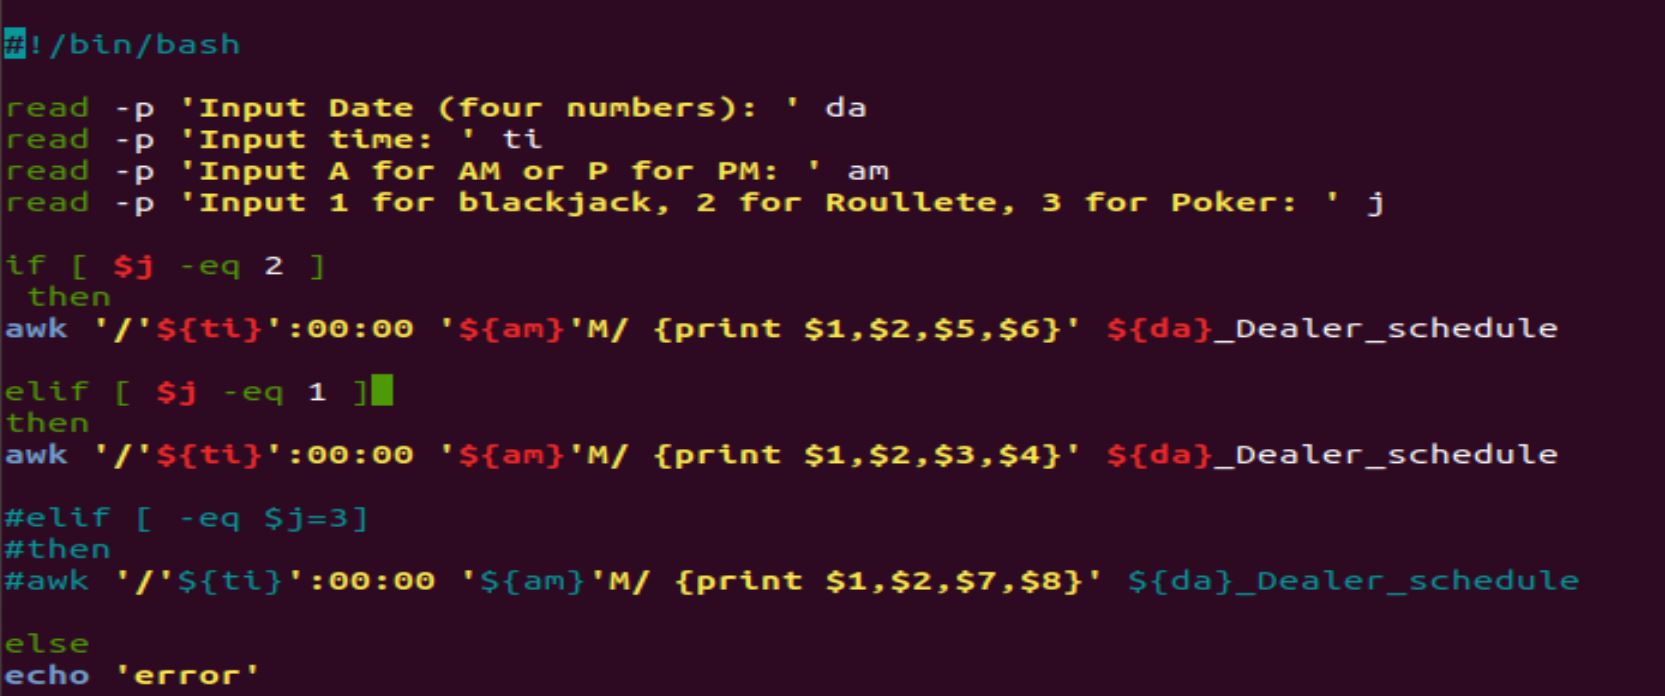 #!/bin/bash
read -p 'Input Date (four numbers): ' da
read -p 'Input time: ' ti
read -p 'Input A for AM or P for PM: ' am
read -p 'Input 1 for blackjack, 2 for Roullete, 3 for Poker: ' j
if [ $j -eq 2 ]
 then
awk '/'${ti}':00:00 '${am}'M/ {print $1,$2,$5,$6}' ${da}_Dealer_schedule
elif [ $j -eq 1 ]
then
awk '/'${ti}':00:00 '${am}'M/ {print $1,$2,$3,$4}' ${da}_Dealer_schedule
#elif [ -eq $j=3]
#then
#awk '/'${ti}':00:00 '${am}'M/ {print $1,$2,$7,$8}' ${da}_Dealer_schedule
else
echo 'error'